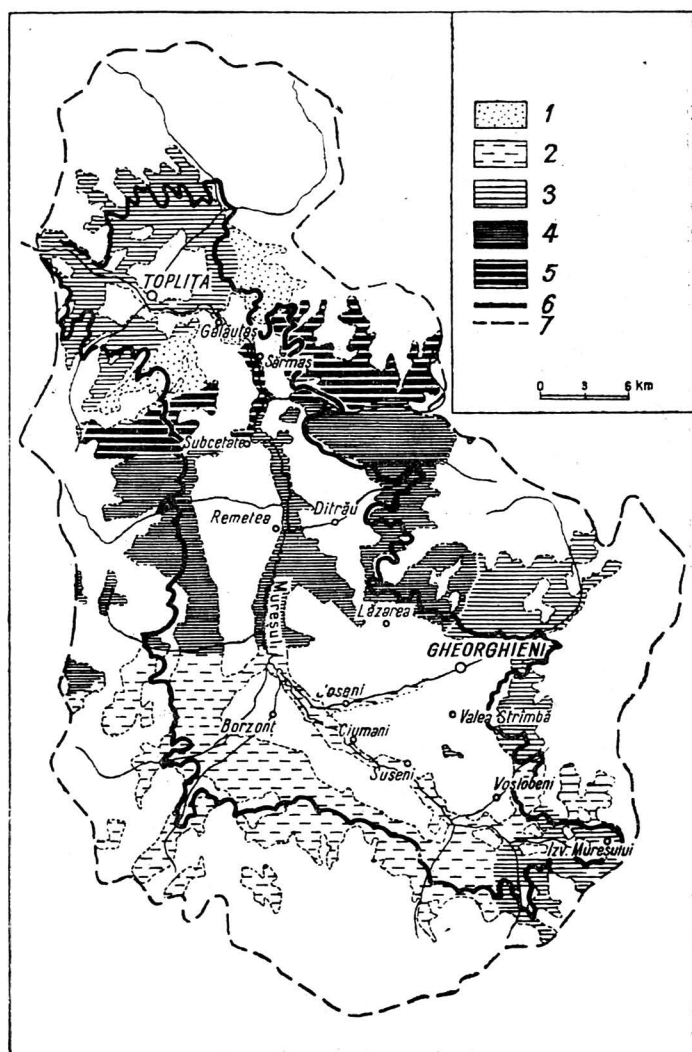 1
2
3
4
5
6
7
0 3 6 km
TOPLIȚA
Gălăuțaș
Sărmaș
Subcetate
Remetea
Ditrău
Mureșul
Lăzarea
GHEORGHIENI
Joseni
Valea Strîmbă
Borzont
Ciumani
Suseni
Voșlobeni
Izv. Mureșului